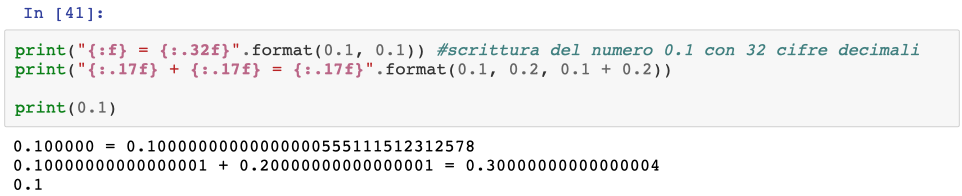 In [41]:
print("{:f} = {:.32f}".format(0.1, 0.1)) #scrittura del numero 0.1 con 32 cifre decimali
print("{:.17f} + {:.17f} = {:.17f}".format(0.1, 0.2, 0.1 + 0.2))
print(0.1)
0.100000 = 0.10000000000000000555111512312578
0.10000000000000001 + 0.20000000000000001 = 0.30000000000000004
0.1